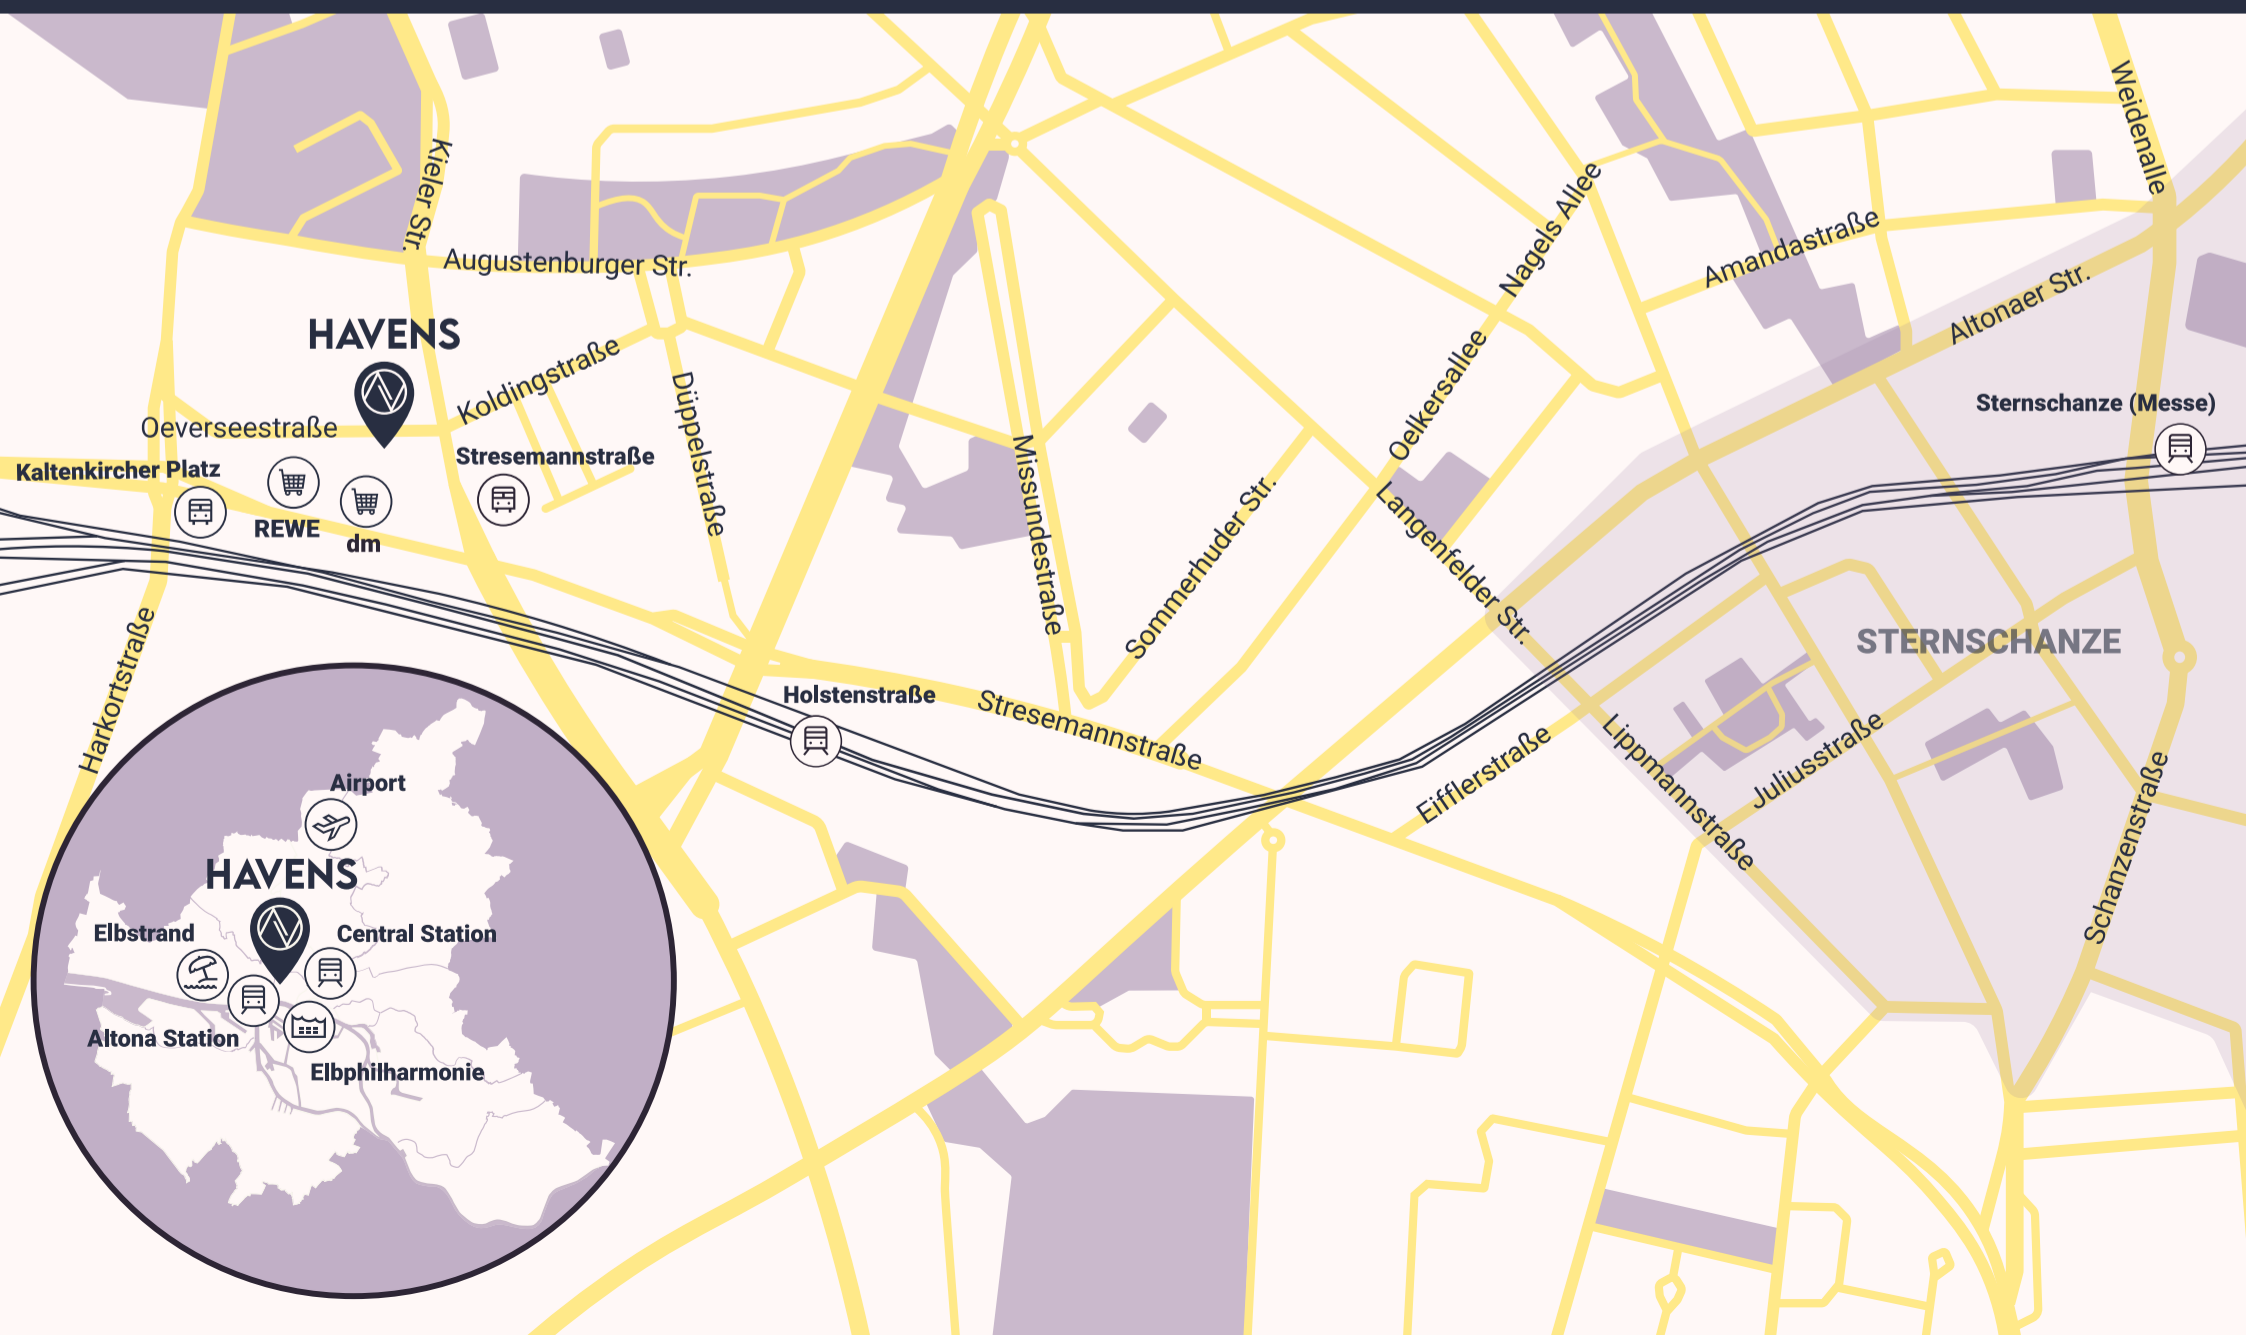 Weidenalle
Kieler Str.
Nagels Allee
Amandastraße
Augustenburger Str.
Altonaer Str.
HAVENS
Koldingstraße
Oelkersallee
Düppelstraße
Sternschanze (Messe)
Oeverseestraße
Stresemannstraße
Kaltenkircher Platz
Missundestraße
Sommerhuder Str.
Langenfelder Str.
REWE
dm
Harkortstraße
STERNSCHANZE
Holstenstraße
Stresemannstraße
Eifflerstraße
Lippmannstraße
Juliusstraße
Schanzenstraße
Airport
HAVENS
Elbstrand
Central Station
Altona Station
Elbphilharmonie